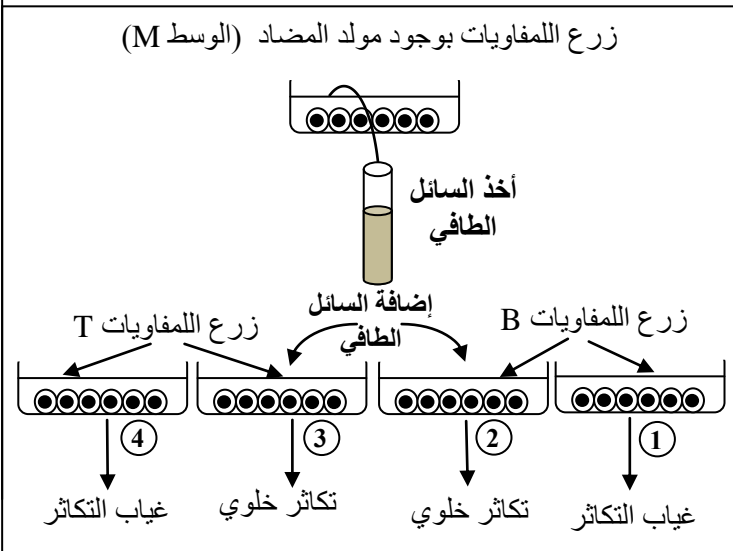 زرع اللمفاويات بوجود مولد المضاد (الوسط M)
أخذ السائل
الطافي
إضافة السائل
الطافي
زرع اللمفاويات B
زرع اللمفاويات T
1
2
3
4
غياب التكاثر
تكاثر خلوي
تكاثر خلوي
غياب التكاثر